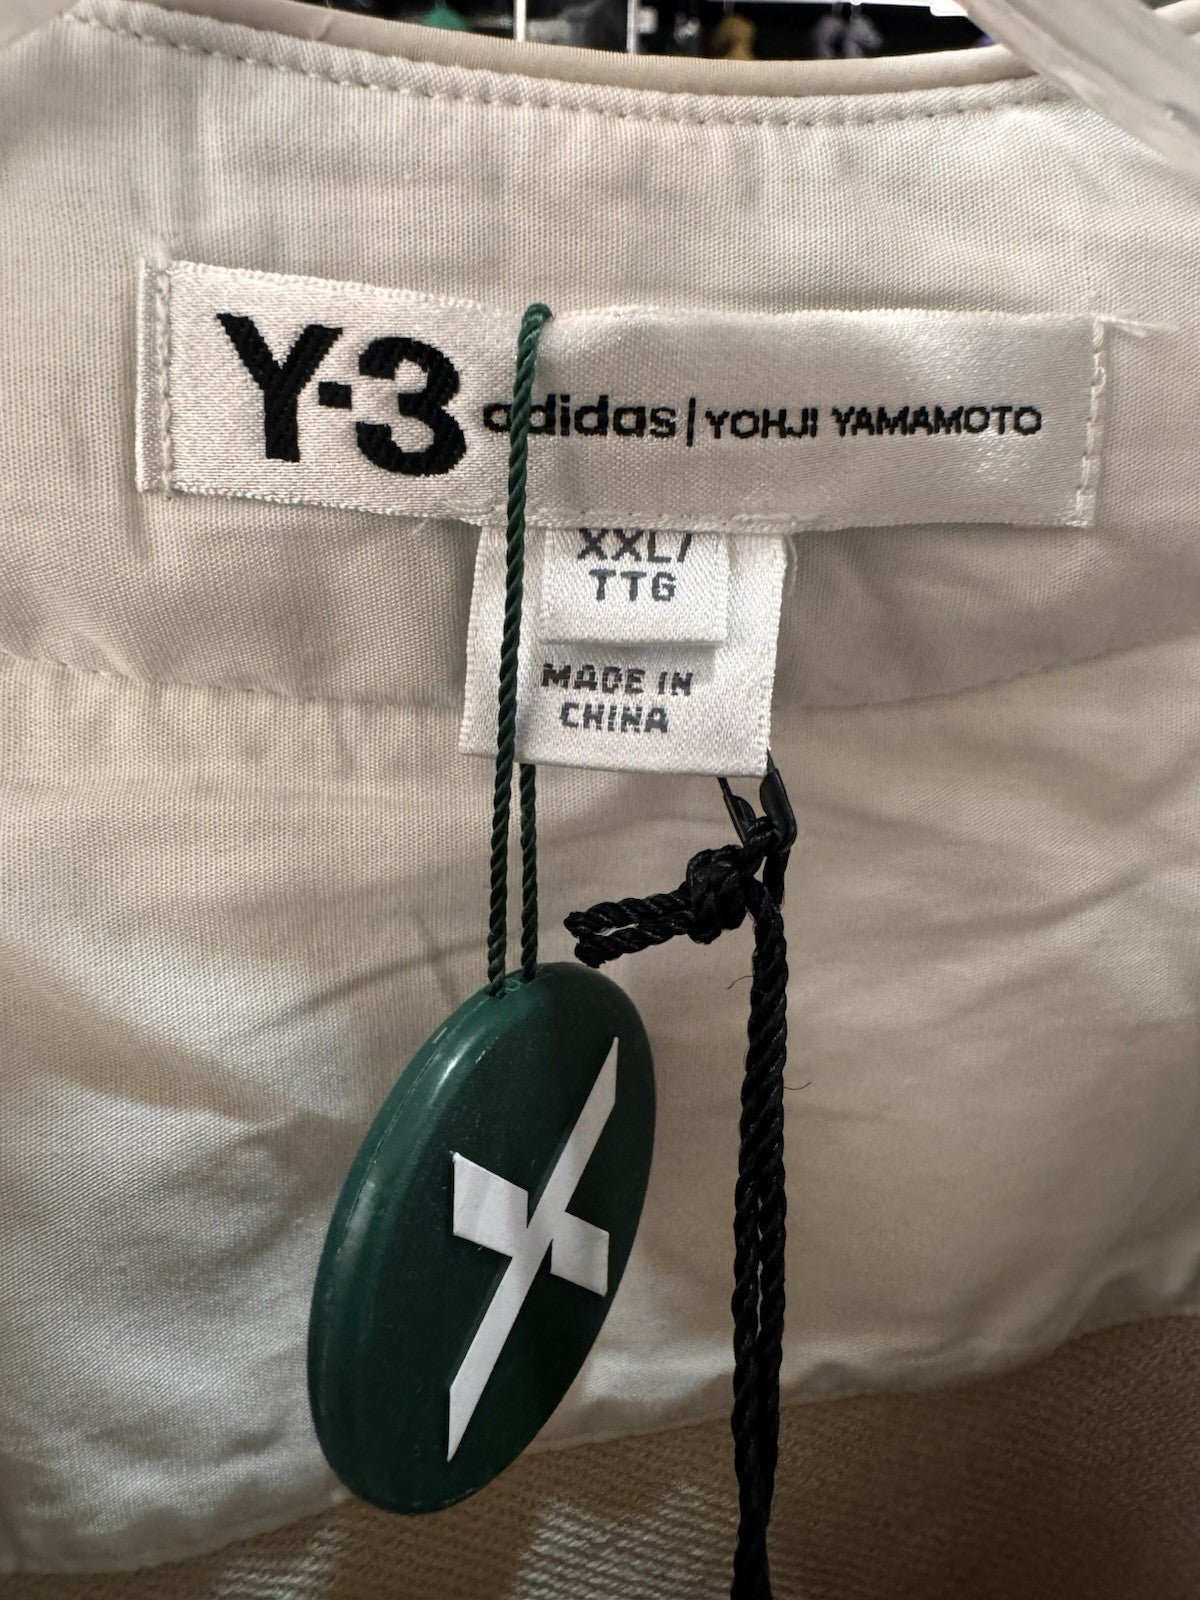 Y-3 adidas | YOHJI YAMAMOTO
XXL/
TTG
MADE IN
CHINA